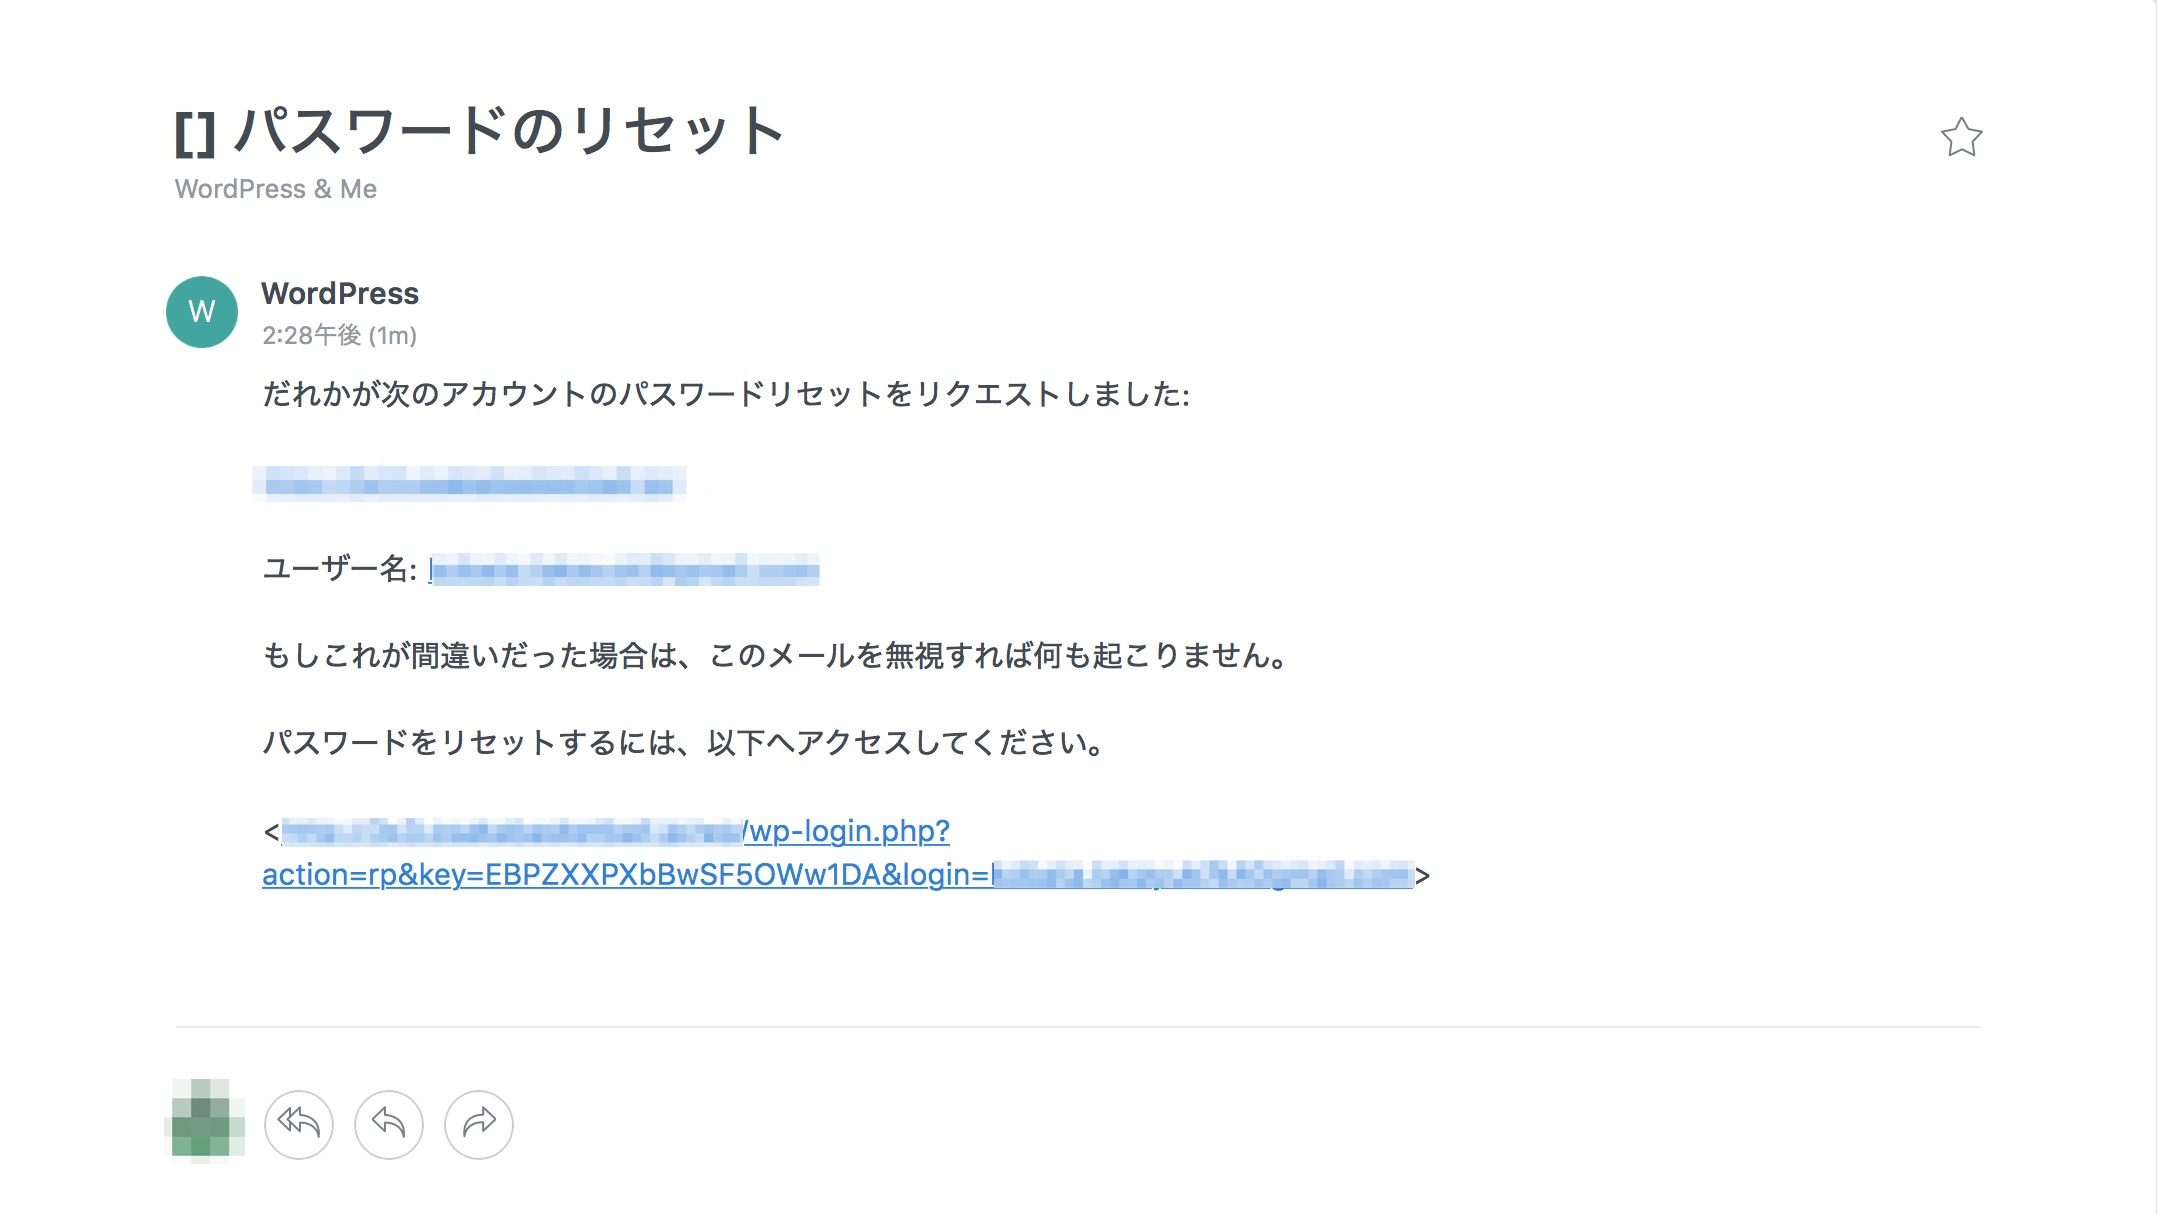 [] パスワードのリセット
WordPress & Me
W
WordPress
2:28午後 (1m)
だれかが次のアカウントのパスワードリセットをリクエストしました:
ユーザー名:
もしこれが間違いだった場合は、このメールを無視すれば何も起こりません。
パスワードをリセットするには、以下へアクセスしてください。
</wp-login.php?
action=rp&key=EBPZXXPXbBwSF5OWw1DA&login=>